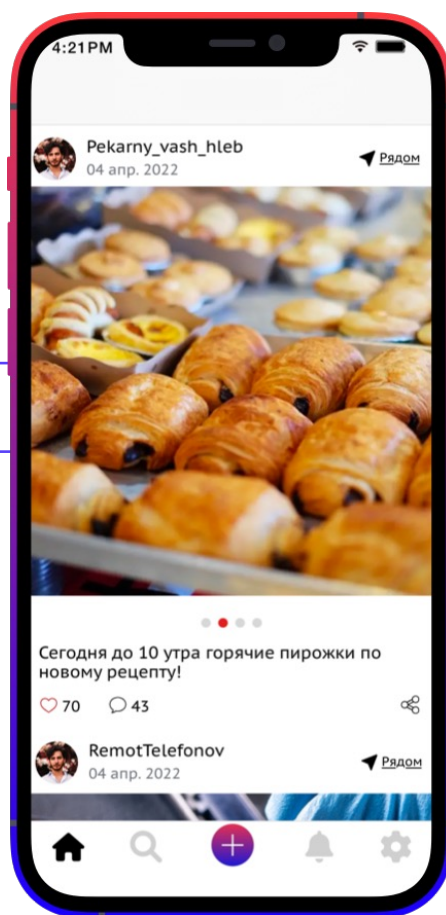 4:21PM
Pekarny_vash_hleb
04 апр. 2022
Рядом
Сегодня до 10 утра горячие пирожки по
новому рецепту!
70
43
RemotTelefonov
04 апр. 2022
Рядом